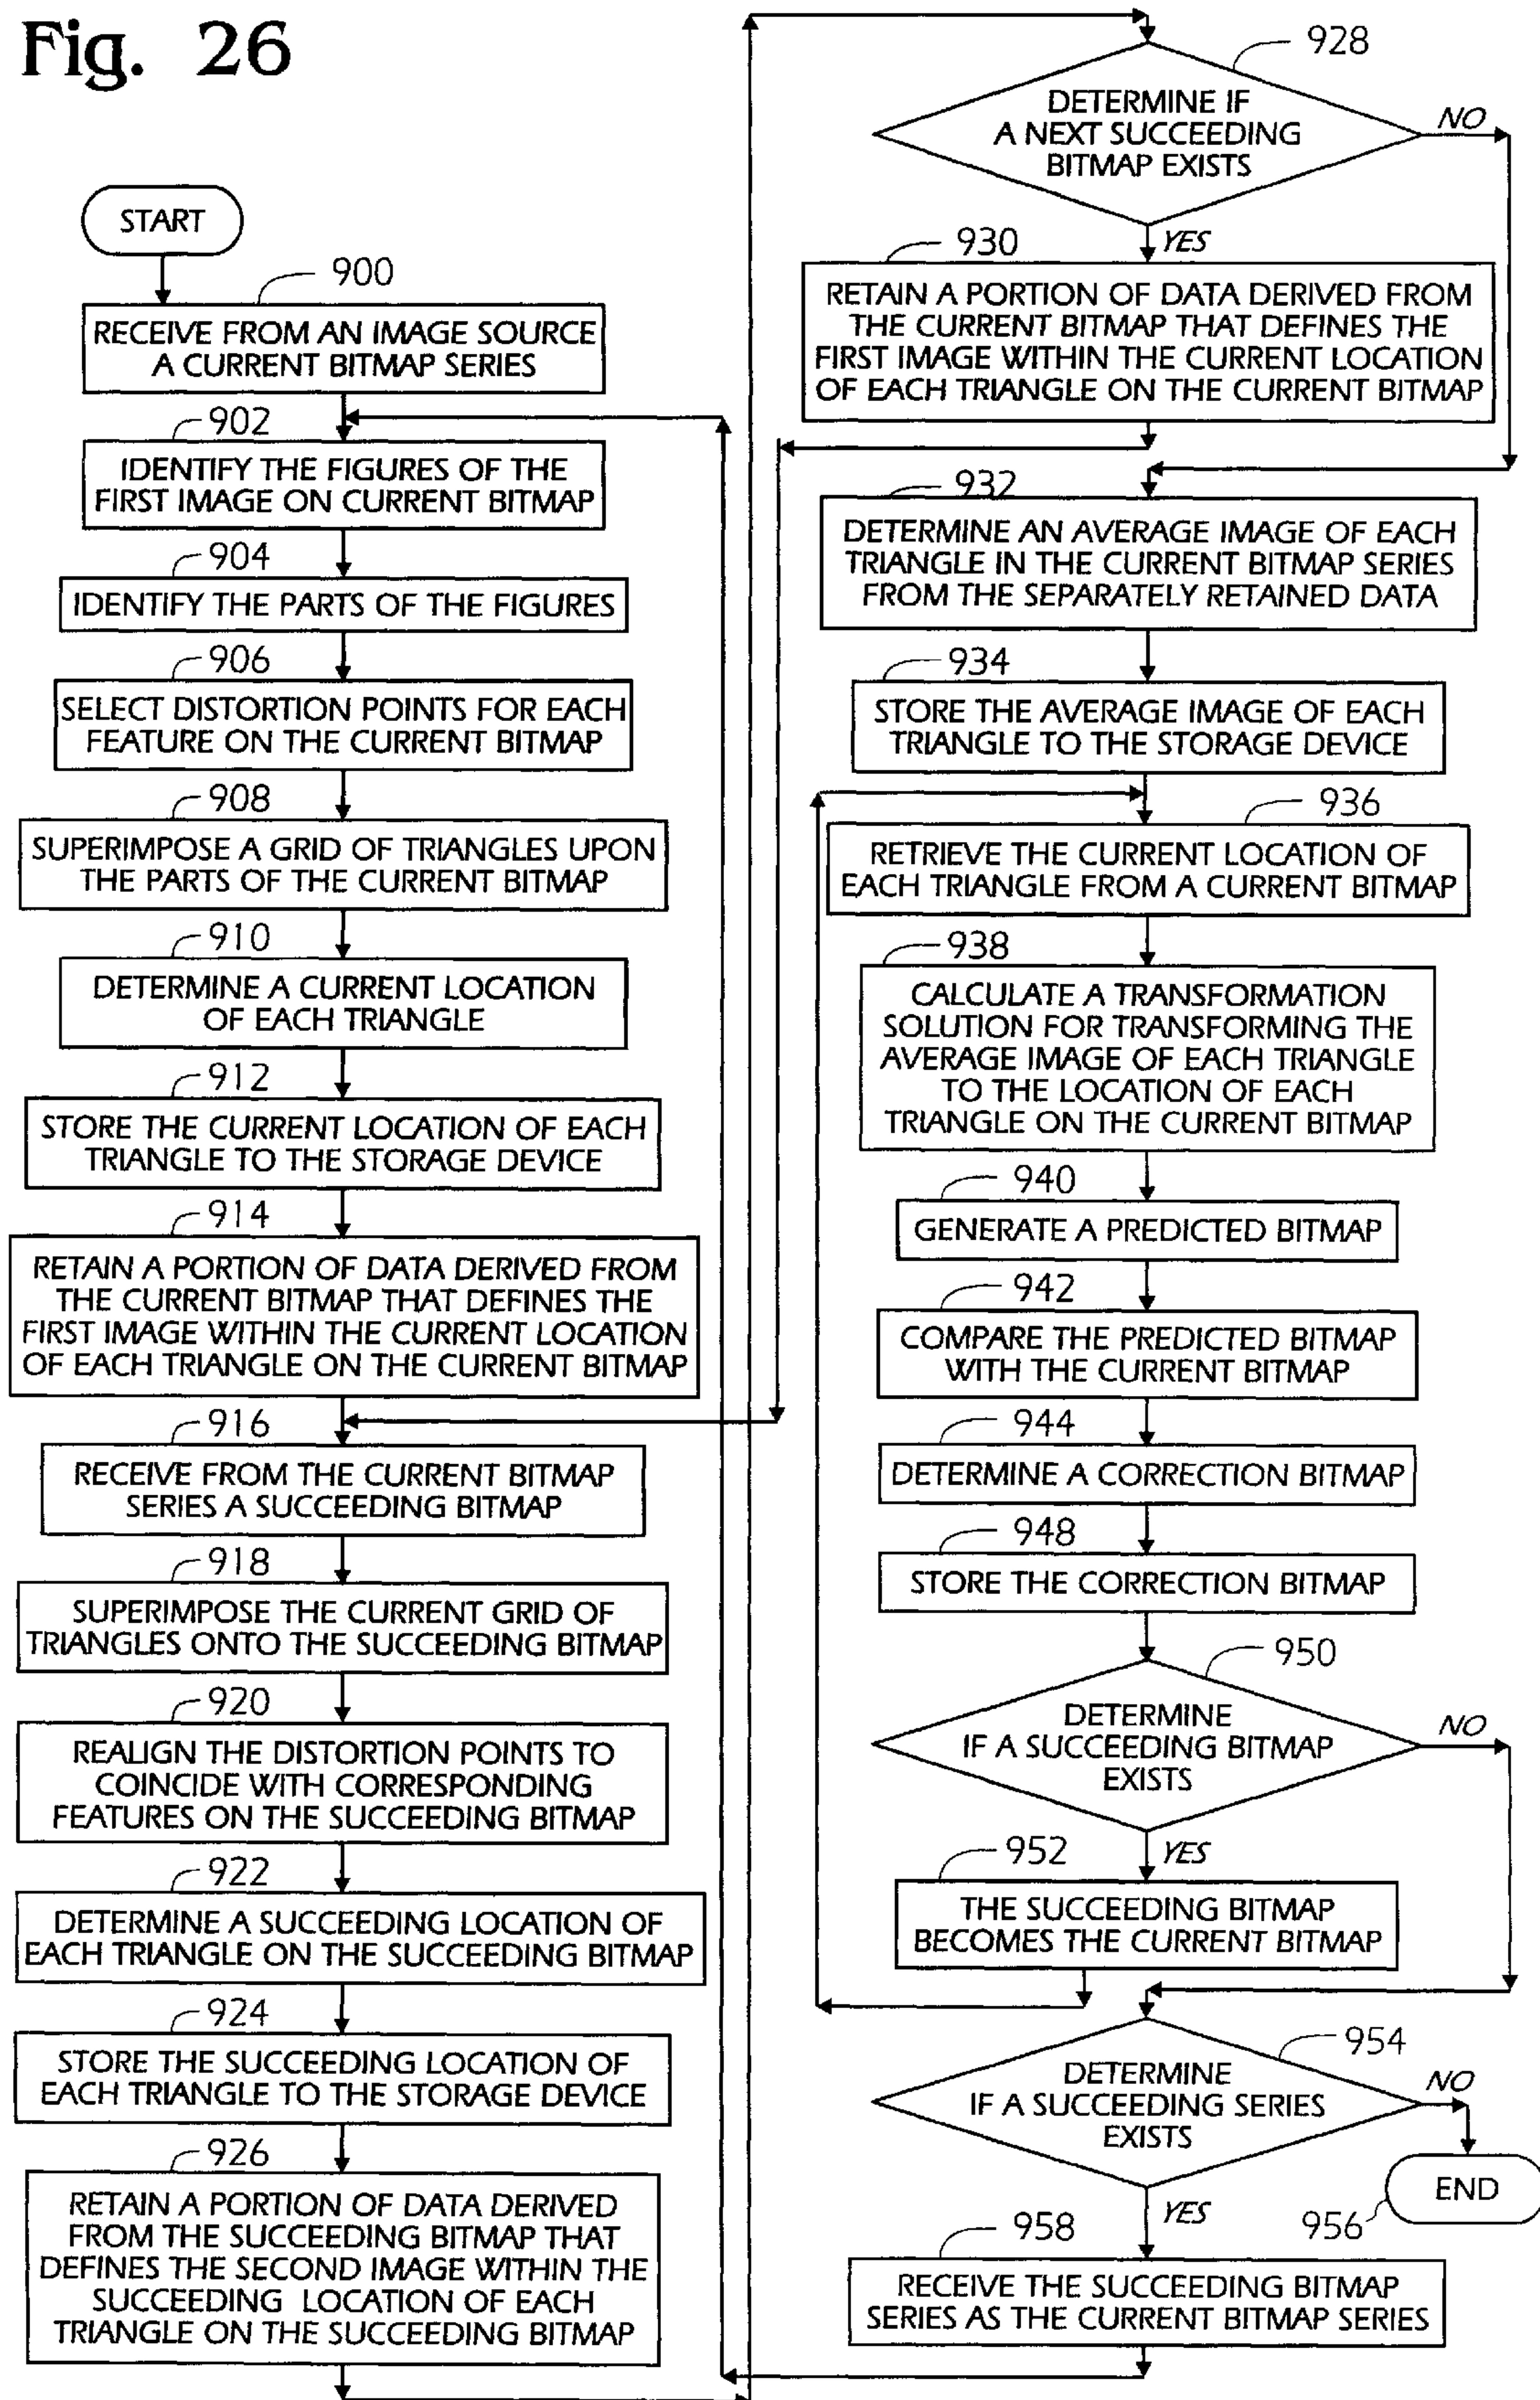 Fig. 26
START
900
RECEIVE FROM AN IMAGE SOURCE
A CURRENT BITMAP SERIES
902
IDENTIFY THE FIGURES OF THE
FIRST IMAGE ON CURRENT BITMAP
904
IDENTIFY THE PARTS OF THE FIGURES
906
SELECT DISTORTION POINTS FOR EACH
FEATURE ON THE CURRENT BITMAP
908
SUPERIMPOSE A GRID OF TRIANGLES UPON
THE PARTS OF THE CURRENT BITMAP
910
DETERMINE A CURRENT LOCATION
OF EACH TRIANGLE
912
STORE THE CURRENT LOCATION OF EACH
TRIANGLE TO THE STORAGE DEVICE
914
RETAIN A PORTION OF DATA DERIVED FROM
THE CURRENT BITMAP THAT DEFINES THE
FIRST IMAGE WITHIN THE CURRENT LOCATION
OF EACH TRIANGLE ON THE CURRENT BITMAP
916
RECEIVE FROM THE CURRENT BITMAP
SERIES A SUCCEEDING BITMAP
918
SUPERIMPOSE THE CURRENT GRID OF
TRIANGLES ONTO THE SUCCEEDING BITMAP
920
REALIGN THE DISTORTION POINTS TO
COINCIDE WITH CORRESPONDING
FEATURES ON THE SUCCEEDING BITMAP
922
DETERMINE A SUCCEEDING LOCATION OF
EACH TRIANGLE ON THE SUCCEEDING BITMAP
924
STORE THE SUCCEEDING LOCATION OF
EACH TRIANGLE TO THE STORAGE DEVICE
926
RETAIN A PORTION OF DATA DERIVED
FROM THE SUCCEEDING BITMAP THAT
DEFINES THE SECOND IMAGE WITHIN THE
SUCCEEDING LOCATION OF EACH
TRIANGLE ON THE SUCCEEDING BITMAP
928
DETERMINE IF
A NEXT SUCCEEDING
BITMAP EXISTS
NO
YES
930
RETAIN A PORTION OF DATA DERIVED FROM
THE CURRENT BITMAP THAT DEFINES THE
FIRST IMAGE WITHIN THE CURRENT LOCATION
OF EACH TRIANGLE ON THE CURRENT BITMAP
932
DETERMINE AN AVERAGE IMAGE OF EACH
TRIANGLE IN THE CURRENT BITMAP SERIES
FROM THE SEPARATELY RETAINED DATA
934
STORE THE AVERAGE IMAGE OF EACH
TRIANGLE TO THE STORAGE DEVICE
936
RETRIEVE THE CURRENT LOCATION OF
EACH TRIANGLE FROM A CURRENT BITMAP
938
CALCULATE A TRANSFORMATION
SOLUTION FOR TRANSFORMING THE
AVERAGE IMAGE OF EACH TRIANGLE
TO THE LOCATION OF EACH
TRIANGLE ON THE CURRENT BITMAP
940
GENERATE A PREDICTED BITMAP
942
COMPARE THE PREDICTED BITMAP
WITH THE CURRENT BITMAP
944
DETERMINE A CORRECTION BITMAP
948
STORE THE CORRECTION BITMAP
950
DETERMINE
IF A SUCCEEDING BITMAP
EXISTS
NO
YES
952
THE SUCCEEDING BITMAP
BECOMES THE CURRENT BITMAP
954
DETERMINE
IF A SUCCEEDING SERIES
EXISTS
NO
END
956
YES
958
RECEIVE THE SUCCEEDING BITMAP
SERIES AS THE CURRENT BITMAP SERIES